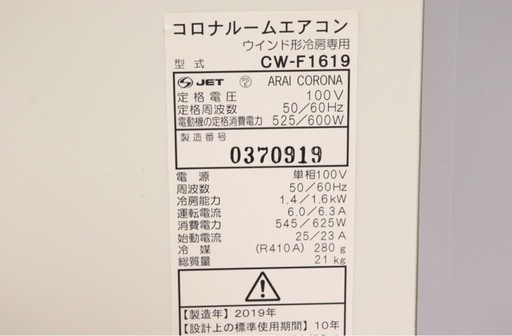 コロナルームエアコン
ウインド形冷房専用
型式 CW-F1619
JET ARAI CORONA
定格電圧 100V
定格周波数 50/60Hz
電動機の定格消費電力 525/600W
製造番号
0370919
電源 単相100V
周波数 50/60Hz
冷房能力 1.4/1.6kW
運転電流 6.0/6.3A
消費電力 545/625W
始動電流 25/23A
冷媒 (R410A) 280g
総質量 21kg
【製造年】2019年
【設計上の標準使用期間】10年